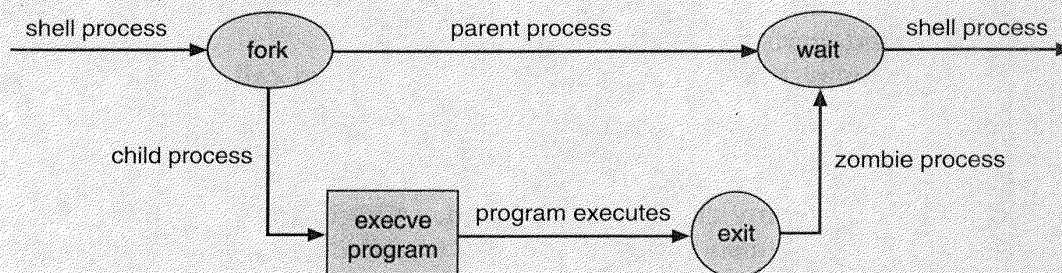 shell process
fork
parent process
wait
shell process
child process
zombie process
execve
program
program executes
exit